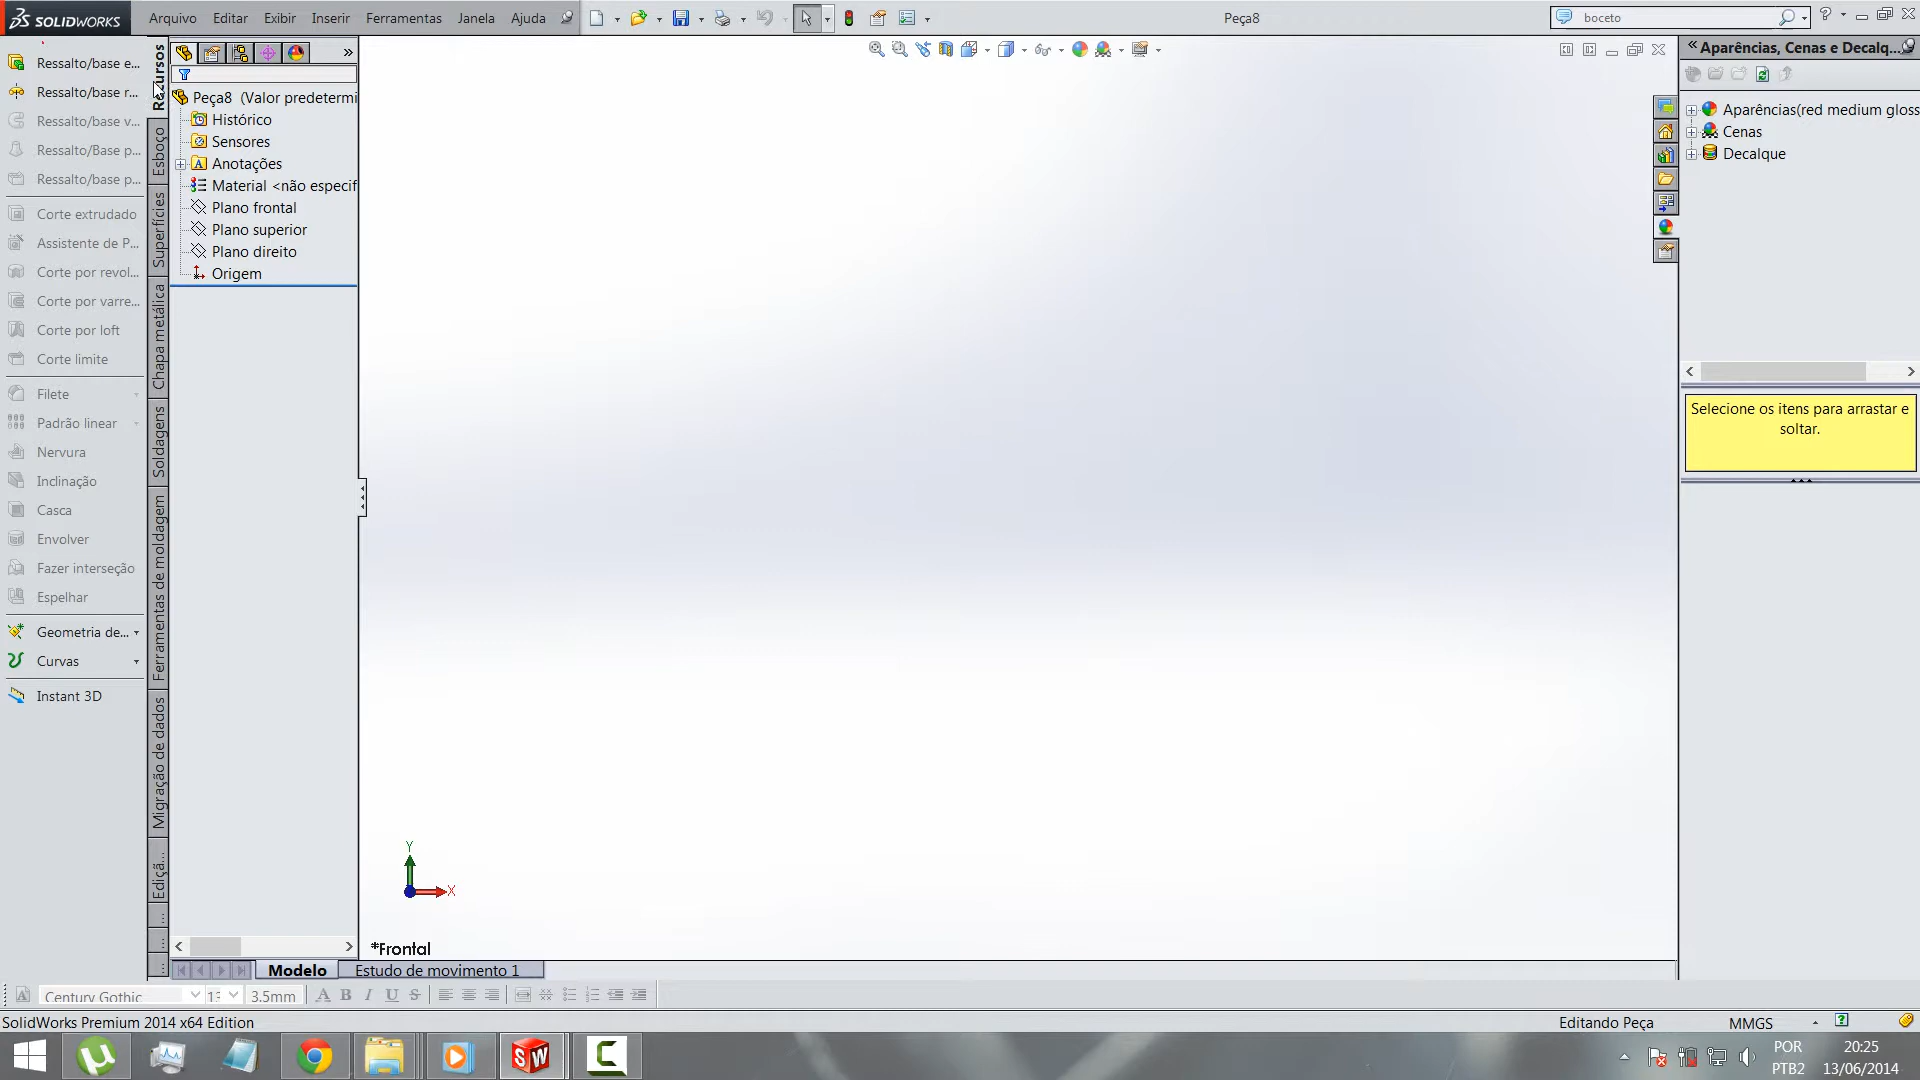 SOLIDWORKS
Arquivo Editar Exibir Inserir Ferramentas Janela Ajuda
Peça8
boceto
Ressalto/base e...
Ressalto/base r...
Ressalto/base v...
Ressalto/Base p...
Ressalto/base p...
Corte extrudado
Assistente de P...
Corte por revol...
Corte por varre...
Corte por loft
Corte limite
Filete
Padrão linear
Nervura
Inclinação
Casca
Envolver
Fazer interseção
Espelhar
Geometria de...
Curvas
Instant 3D
Recursos
Esboço
Superfícies
Chapa metálica
Soldagens
Ferramentas de moldagem
Migração de dados
Ediçã...
Peça8 (Valor predetermi
Histórico
Sensores
Anotações
Material <não especif
Plano frontal
Plano superior
Plano direito
Origem
Y
X
*Frontal
Aparências, Cenas e Decalq...
Aparências(red medium gloss
Cenas
Decalque
Selecione os itens para arrastar e
soltar.
Modelo Estudo de movimento 1
Century Gothic 13 3.5mm A B I U S
SolidWorks Premium 2014 x64 Edition
Editando Peça MMGS
POR
PTB2
20:25
13/06/2014